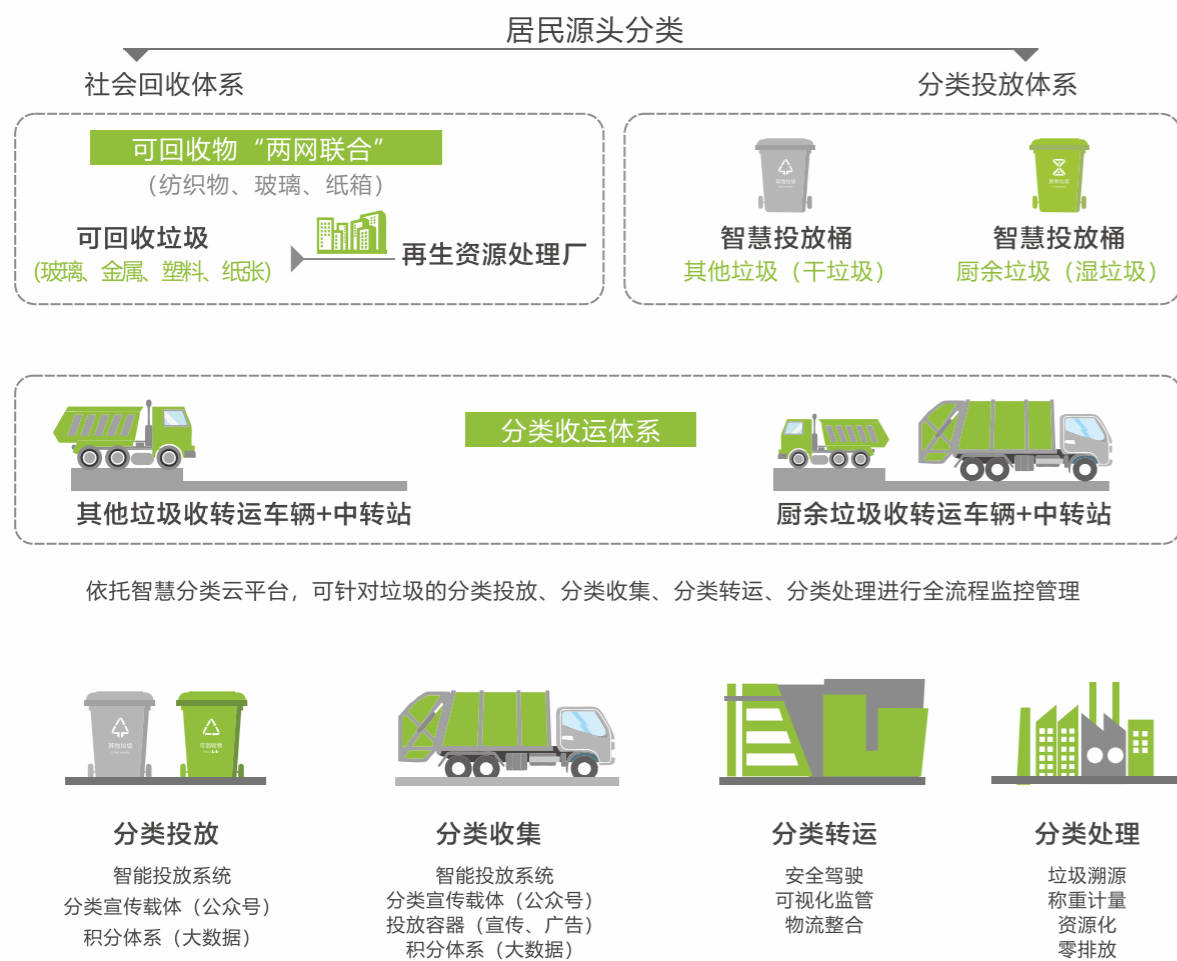 居民源头分类
社会回收体系
分类投放体系
可回收物“两网联合”
（纺织物、玻璃、纸箱）
可回收垃圾
(玻璃、金属、塑料、纸张)
再生资源处理厂
智慧投放桶
其他垃圾（干垃圾）
智慧投放桶
厨余垃圾（湿垃圾）
分类收运体系
其他垃圾收转运车辆+中转站
厨余垃圾收转运车辆+中转站
依托智慧分类云平台，可针对垃圾的分类投放、分类收集、分类转运、分类处理进行全流程监控管理
其他垃圾
可回收物
分类投放
智能投放系统
分类宣传载体（公众号）
积分体系（大数据）
分类收集
智能投放系统
分类宣传载体（公众号）
投放容器（宣传、广告）
积分体系（大数据）
分类转运
安全驾驶
可视化监管
物流整合
分类处理
垃圾溯源
称重计量
资源化
零排放